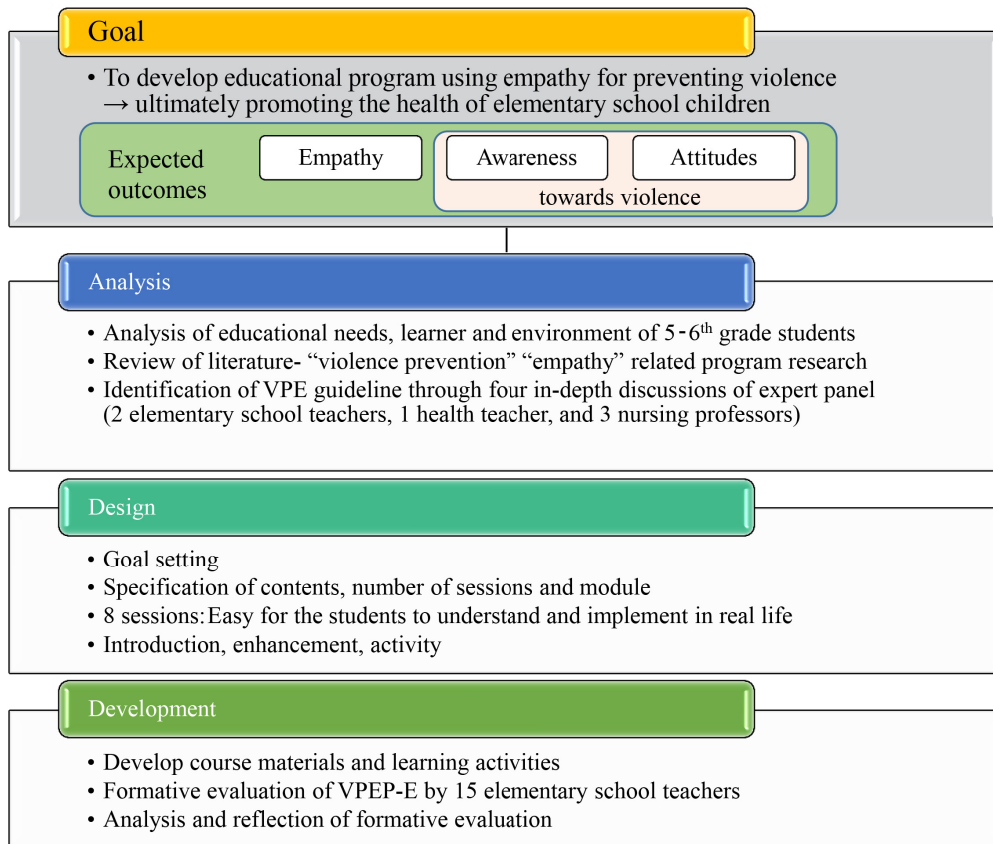 Goal
• To develop educational program using empathy for preventing violence
→ ultimately promoting the health of elementary school children
Expected outcomes
Empathy
Awareness
Attitudes
towards violence
Analysis
• Analysis of educational needs, learner and environment of 5-6th grade students
• Review of literature- “violence prevention” “empathy” related program research
• Identification of VPE guideline through four in-depth discussions of expert panel
(2 elementary school teachers, 1 health teacher, and 3 nursing professors)
Design
• Goal setting
• Specification of contents, number of sessions and module
• 8 sessions:Easy for the students to understand and implement in real life
• Introduction, enhancement, activity
Development
• Develop course materials and learning activities
• Formative evaluation of VPEP-E by 15 elementary school teachers
• Analysis and reflection of formative evaluation